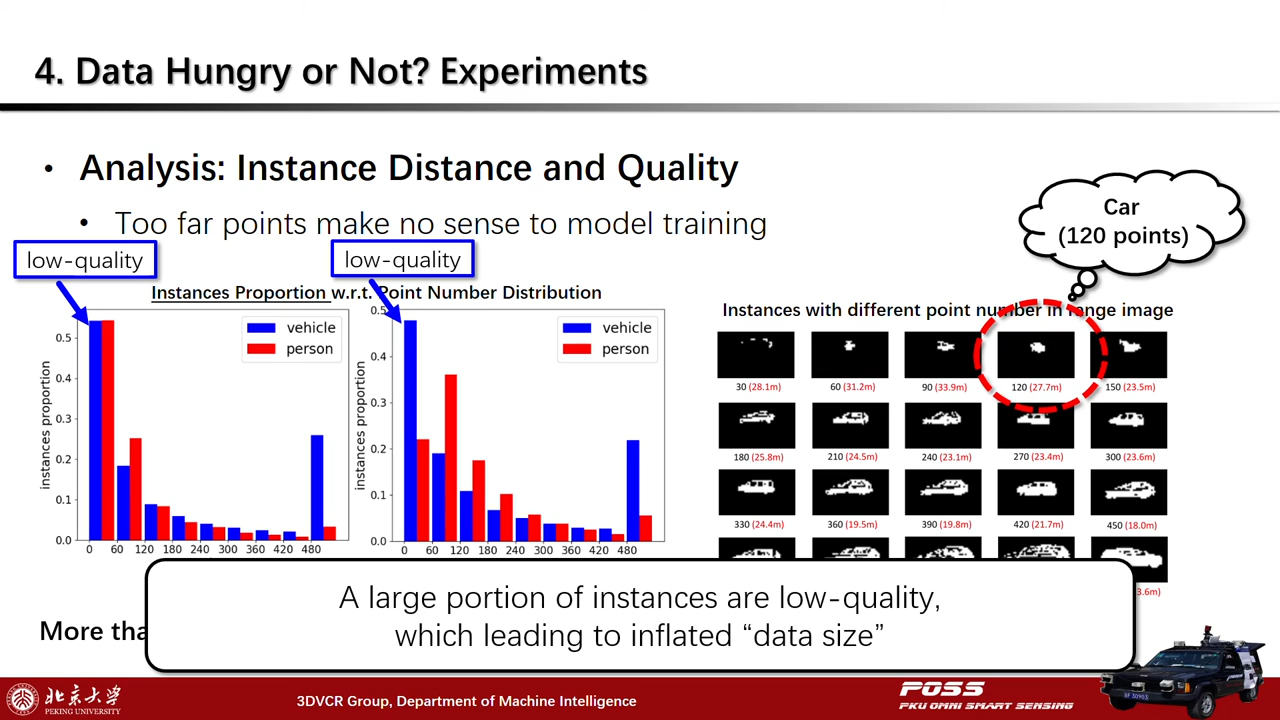 4. Data Hungry or Not? Experiments
• Analysis: Instance Distance and Quality
• Too far points make no sense to model training
low-quality
low-quality
Car
(120 points)
Instances Proportion w.r.t. Point Number Distribution
vehicle
person
instances proportion
0.5
0.4
0.3
0.2
0.1
0.0
0 60 120 180 240 300 360 420 480
vehicle
person
instances proportion
0.5
0.4
0.3
0.2
0.1
0.0
0 60 120 180 240 300 360 420 480
Instances with different point number in range image
30 (28.1m) 60 (31.2m) 90 (33.9m) 120 (27.7m) 150 (23.5m)
180 (25.8m) 210 (24.5m) 240 (23.1m) 270 (23.4m) 300 (23.6m)
330 (24.4m) 360 (19.5m) 390 (19.8m) 420 (21.7m) 450 (18.0m)
3.6m)
More tha
A large portion of instances are low-quality,
which leading to inflated “data size”
北京大学
PEKING UNIVERSITY
3DVCR Group, Department of Machine Intelligence
POSS
PKU OMNI SMART SENSING